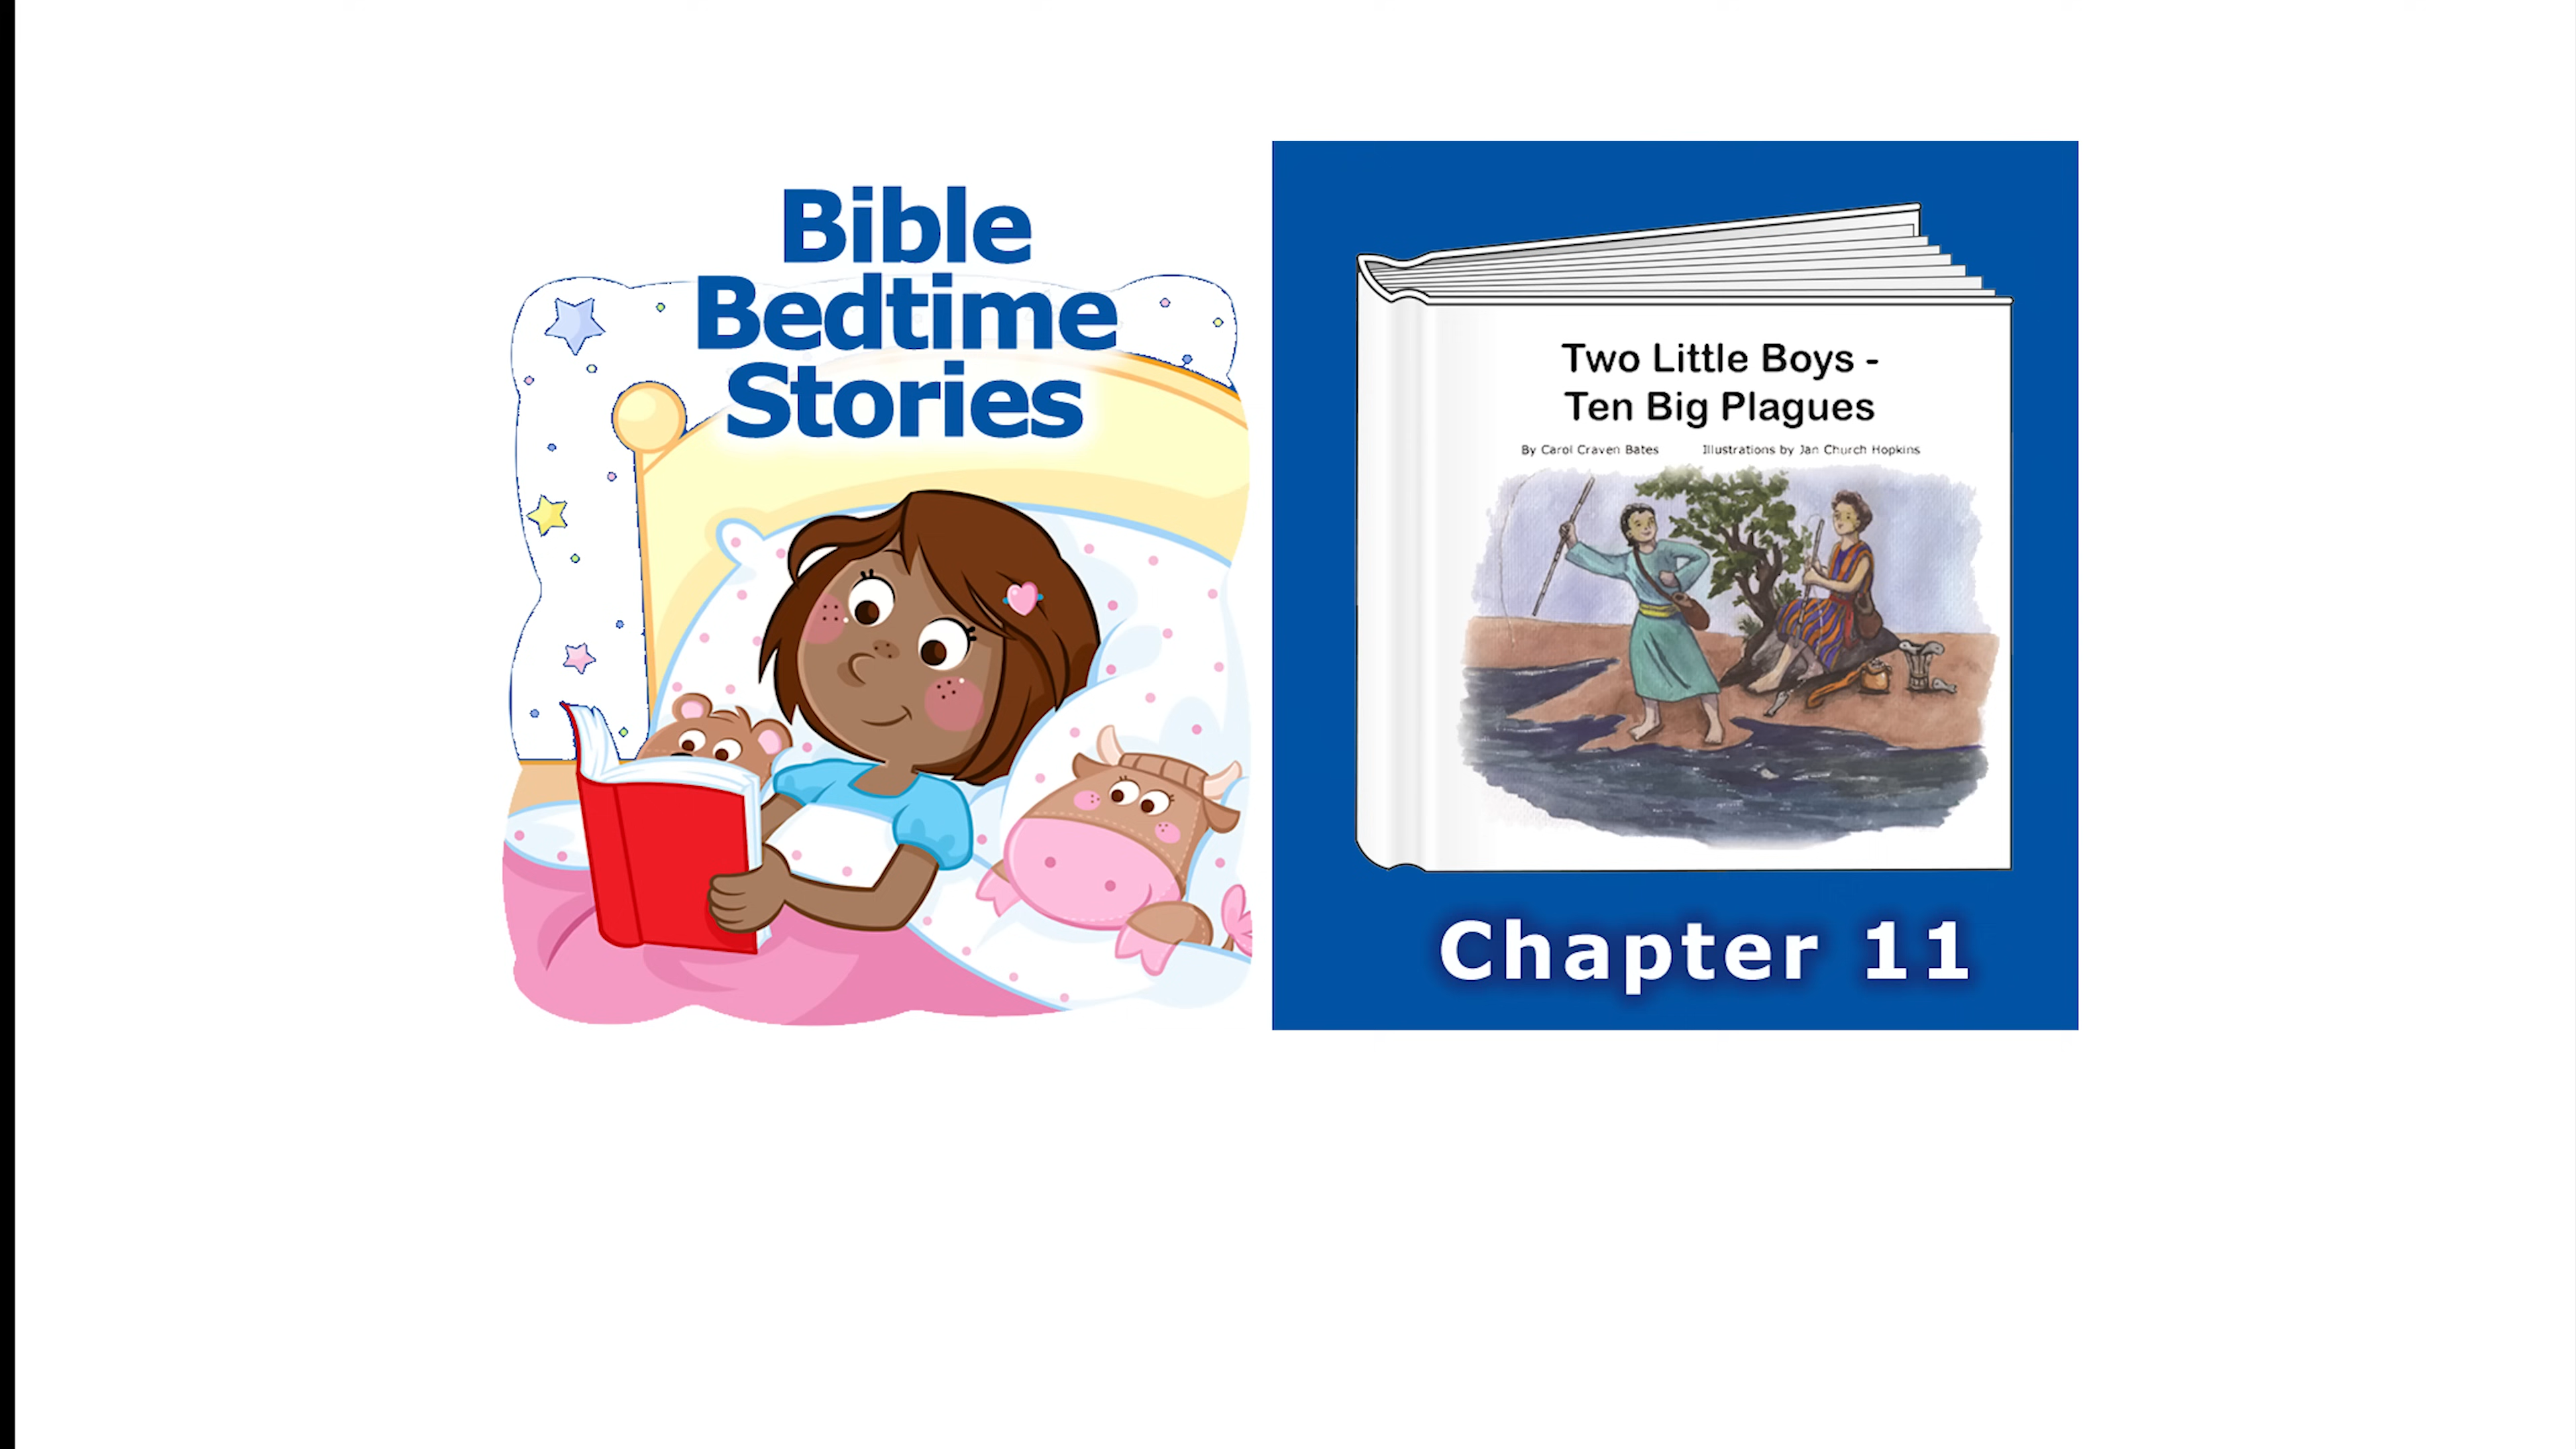 Bible
Bedtime
Stories
Two Little Boys -
Ten Big Plagues
By Carol Craven Bates
Illustrations by Jan Church Hopkins
Chapter 11